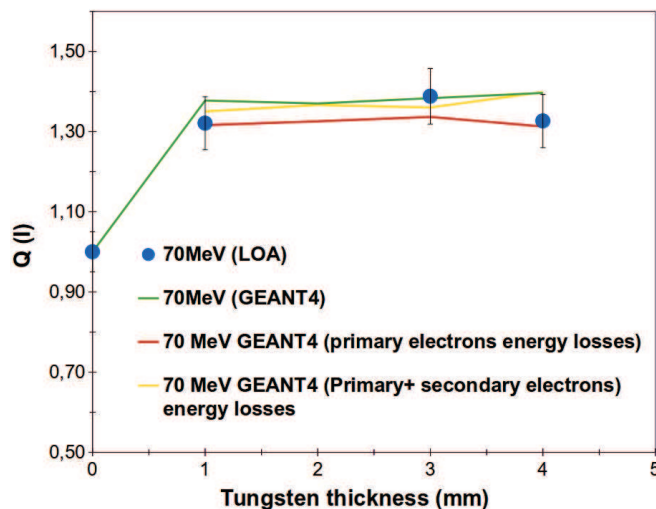 1,50
1,30
1,10
0,90
0,70
0,50
Q (I)
70MeV (LOA)
70MeV (GEANT4)
70 MeV GEANT4 (primary electrons energy losses)
70 MeV GEANT4 (Primary+ secondary electrons)
energy losses
0
1
2
3
4
5
Tungsten thickness (mm)